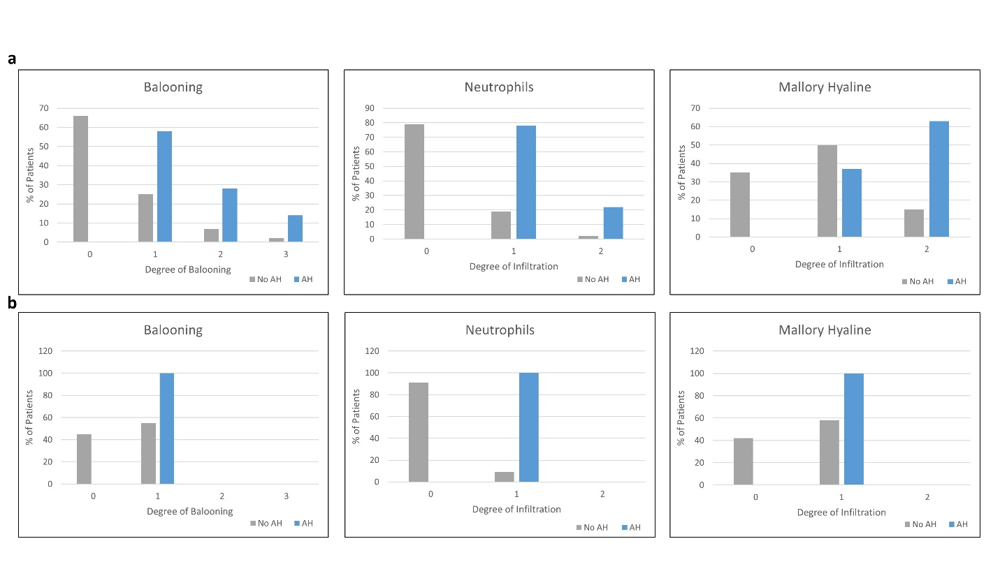 a
Balooning
70
60
50
40
30
20
10
0
% of Patients
0 1 2 3
Degree of Balooning
No AH AH
Neutrophils
90
80
70
60
50
40
30
20
10
0
% of Patients
0 1 2
Degree of Infiltration
No AH AH
Mallory Hyaline
70
60
50
40
30
20
10
0
% of Patients
0 1 2
Degree of Infiltration
No AH AH
b
Balooning
120
100
80
60
40
20
0
% of Patients
0 1 2 3
Degree of Balooning
No AH AH
Neutrophils
120
100
80
60
40
20
0
% of Patients
0 1 2
Degree of Infiltration
No AH AH
Mallory Hyaline
120
100
80
60
40
20
0
% of Patients
0 1 2
Degree of Infiltration
No AH AH